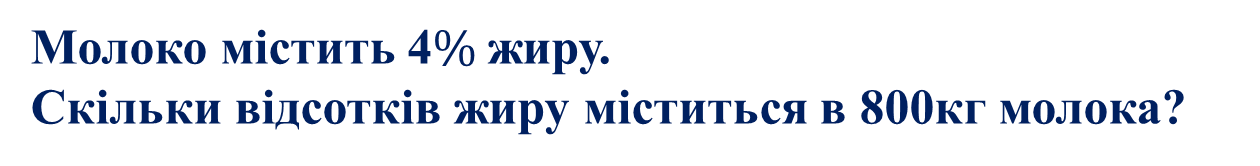 Молоко містить 4% жиру.
Скільки відсотків жиру міститься в 800кг молока?